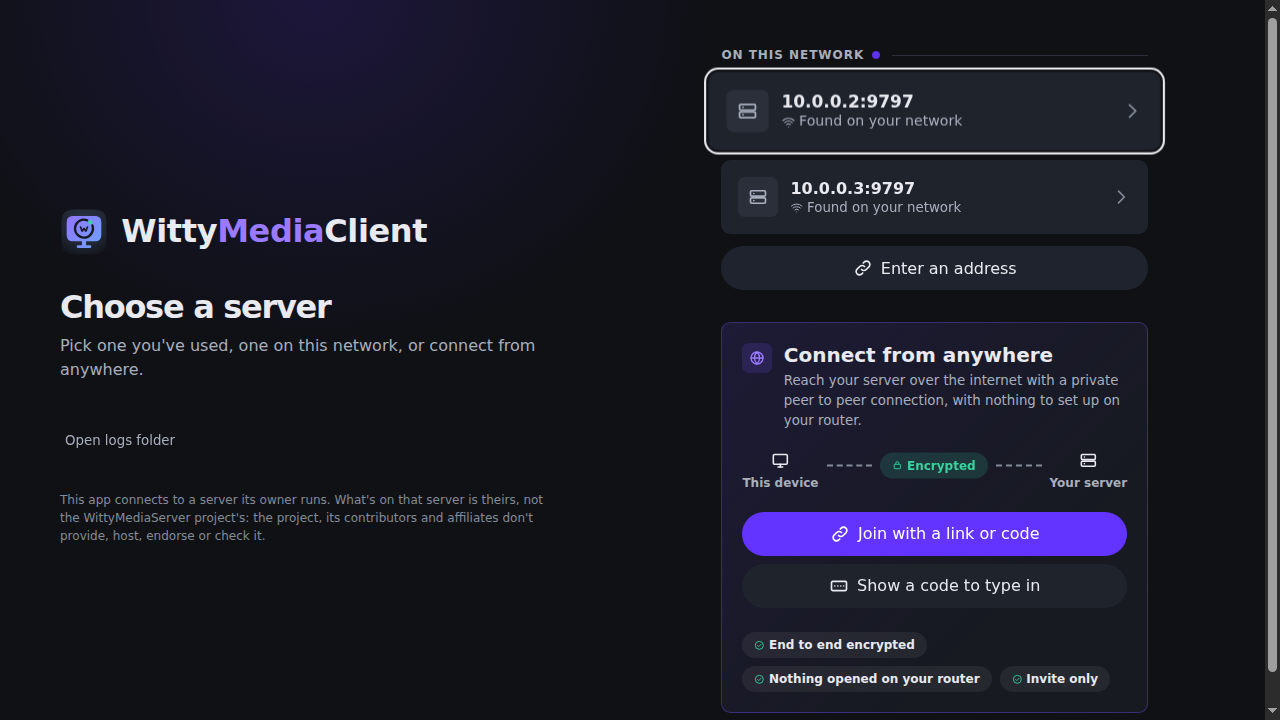 WittyMediaClient
Choose a server
Pick one you've used, one on this network, or connect from
anywhere.
Open logs folder
This app connects to a server its owner runs. What's on that server is theirs, not
the WittyMediaServer project's: the project, its contributors and affiliates don't
provide, host, endorse or check it.
ON THIS NETWORK
10.0.0.2:9797
Found on your network
10.0.0.3:9797
Found on your network
Enter an address
Connect from anywhere
Reach your server over the internet with a private
peer to peer connection, with nothing to set up on
your router.
Encrypted
This device
Your server
Join with a link or code
Show a code to type in
End to end encrypted
Nothing opened on your router
Invite only